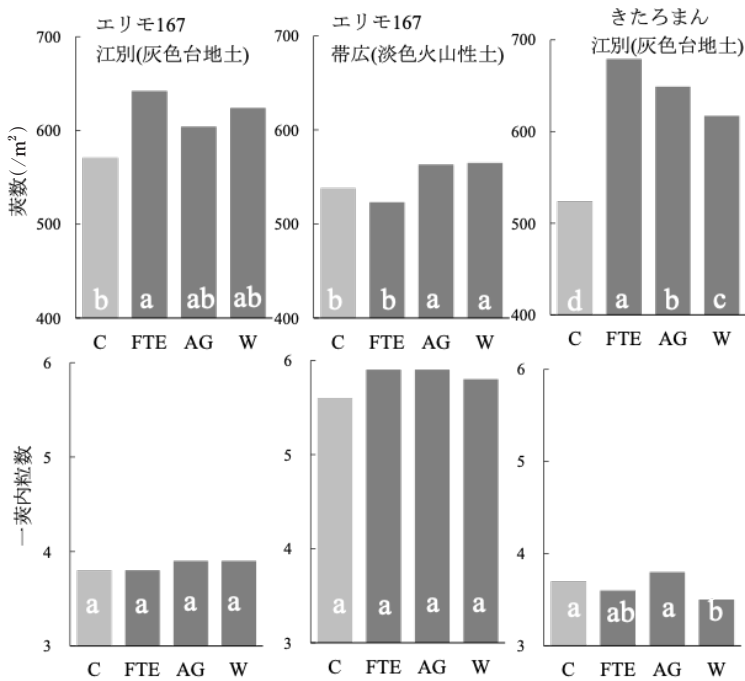 エリモ167
江別(灰色台地土)
700
600
500
400
莢数(/m²)
b a ab ab
C FTE AG W
エリモ167
帯広(淡色火山性土)
700
600
500
400
b b a a
C FTE AG W
きたろまん
江別(灰色台地土)
700
600
500
400
d a b c
C FTE AG W
6
5
4
3
一莢内粒数
a a a a
C FTE AG W
6
5
4
3
a a a a
C FTE AG W
6
5
4
3
a ab a b
C FTE AG W